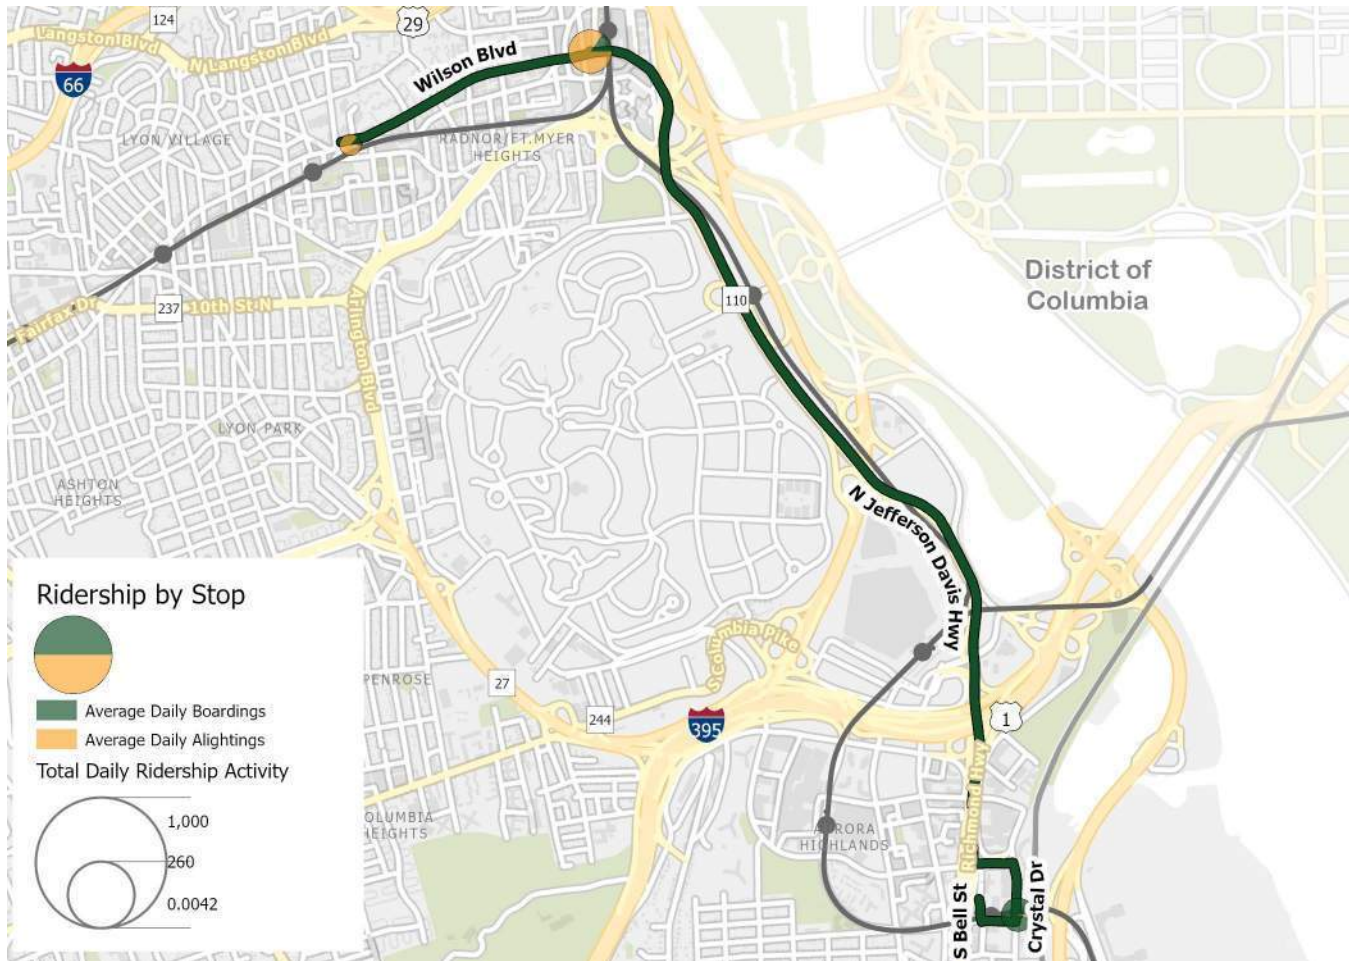 124
29
Langston Blvd
N Langston Blvd
Wilson Blvd
66
LYON VILLAGE
RADNOR/FT.MYER
HEIGHTS
District of
Columbia
110
Fairfax Dr
237
10th St N
Arlington Blvd
LYON PARK
ASHTON
HEIGHTS
N Jefferson Davis Hwy
S Columbia Pike
PENROSE
27
244
395
1
Richmond Hwy
OLUMBIA
HEIGHTS
AURORA
HIGHLANDS
S Bell St
Crystal Dr
Ridership by Stop
Average Daily Boardings
Average Daily Alightings
Total Daily Ridership Activity
1,000
260
0.0042